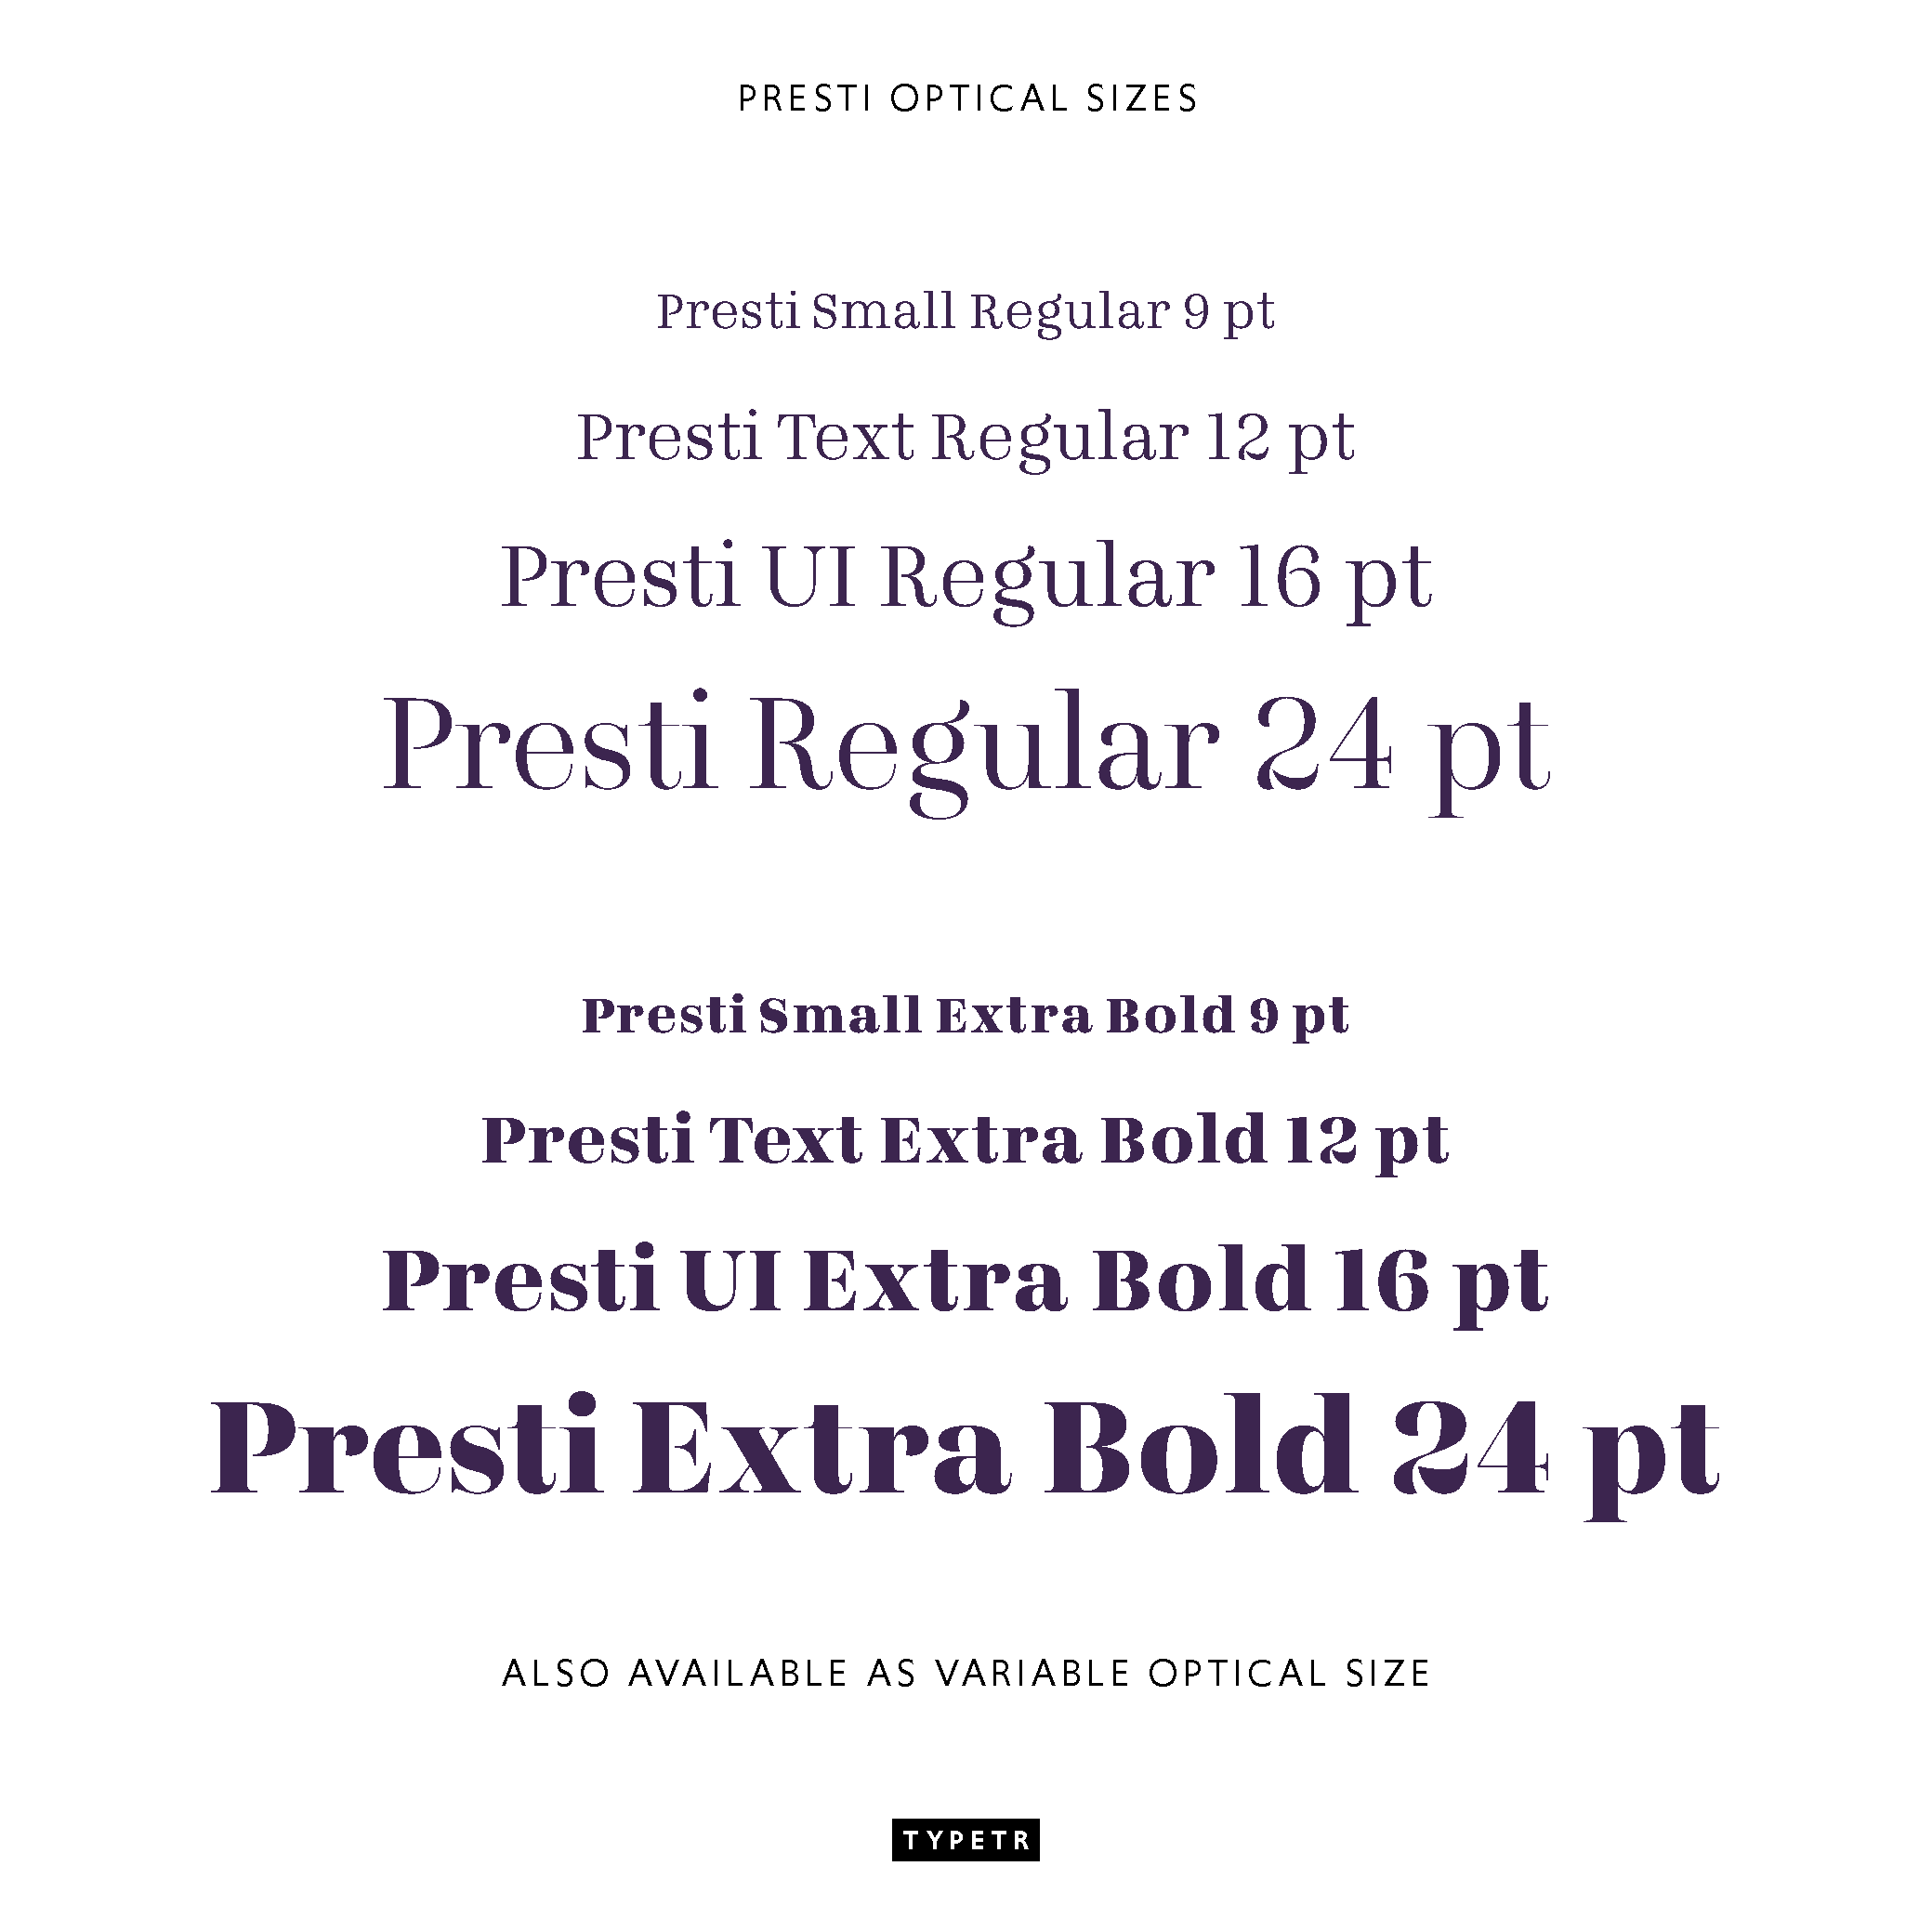 PRESTI OPTICAL SIZES
Presti Small Regular 9 pt
Presti Text Regular 12 pt
Presti UI Regular 16 pt
Presti Regular 24 pt
Presti Small Extra Bold 9 pt
Presti Text Extra Bold 12 pt
Presti UI Extra Bold 16 pt
Presti Extra Bold 24 pt
ALSO AVAILABLE AS VARIABLE OPTICAL SIZE
TYPETR